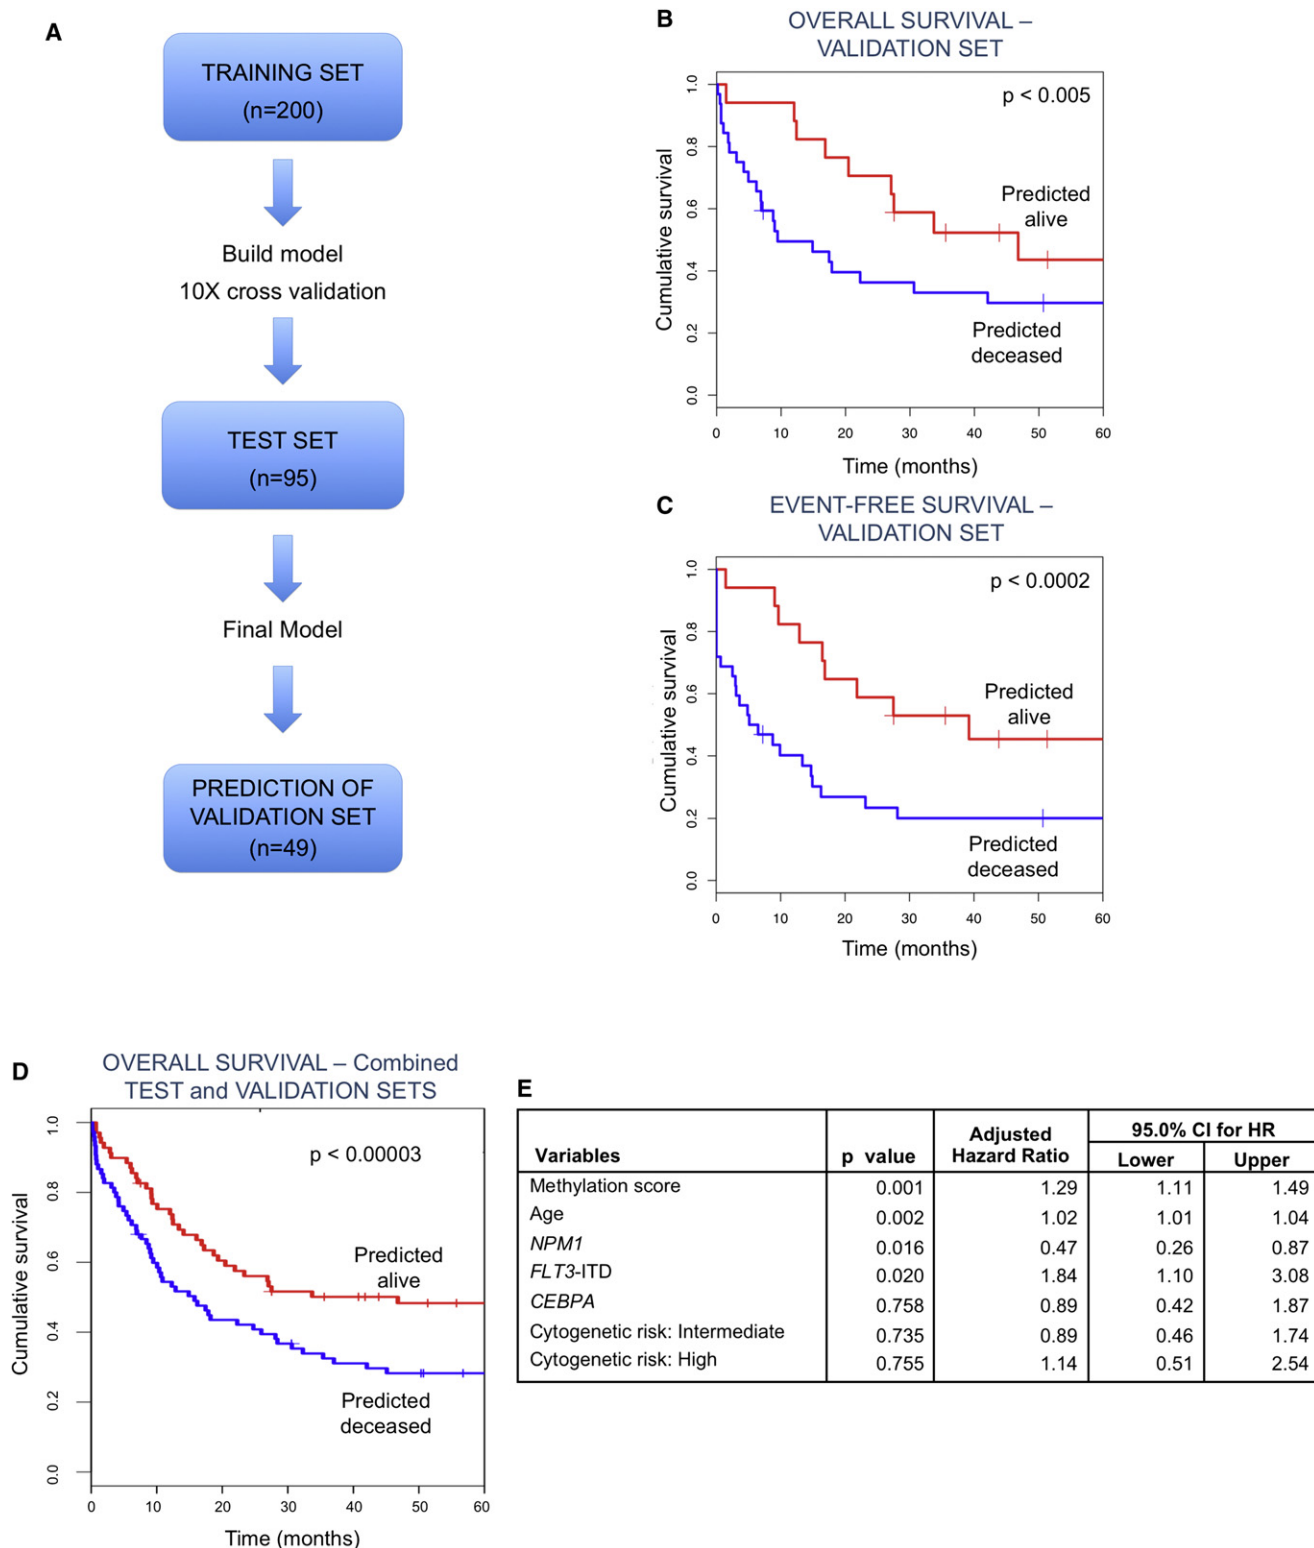 A
TRAINING SET
(n=200)
Build model
10X cross validation
TEST SET
(n=95)
Final Model
PREDICTION OF
VALIDATION SET
(n=49)
B
OVERALL SURVIVAL –
VALIDATION SET
p < 0.005
Predicted
alive
Predicted
deceased
Cumulative survival
1.0
0.8
0.6
0.4
0.2
0.0
0 10 20 30 40 50 60
Time (months)
C
EVENT-FREE SURVIVAL –
VALIDATION SET
p < 0.0002
Predicted
alive
Predicted
deceased
Cumulative survival
1.0
0.8
0.6
0.4
0.2
0.0
0 10 20 30 40 50 60
Time (months)
D
OVERALL SURVIVAL – Combined
TEST and VALIDATION SETS
p < 0.00003
Predicted
alive
Predicted
deceased
Cumulative survival
1.0
0.8
0.6
0.4
0.2
0.0
0 10 20 30 40 50 60
Time (months)
E
Variables p value Adjusted Hazard Ratio 95.0% CI for HR
Lower Upper
Methylation score 0.001 1.29 1.11 1.49
Age 0.002 1.02 1.01 1.04
NPM1 0.016 0.47 0.26 0.87
FLT3-ITD 0.020 1.84 1.10 3.08
CEBPA 0.758 0.89 0.42 1.87
Cytogenetic risk: Intermediate 0.735 0.89 0.46 1.74
Cytogenetic risk: High 0.755 1.14 0.51 2.54